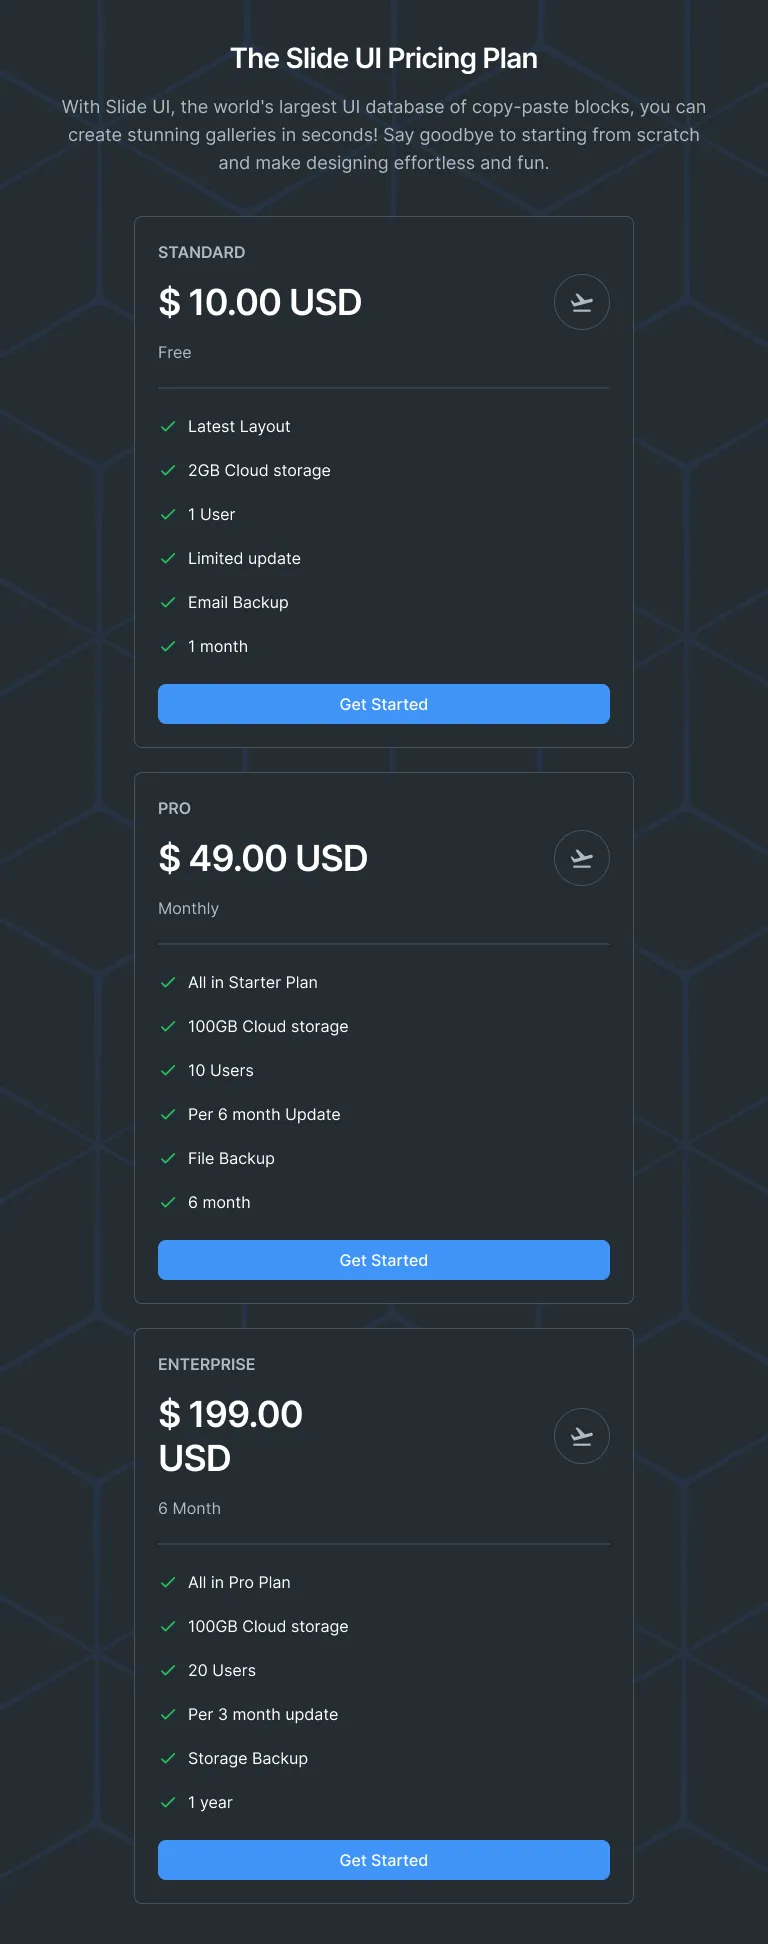 The Slide UI Pricing Plan
With Slide UI, the world's largest UI database of copy-paste blocks, you can
create stunning galleries in seconds! Say goodbye to starting from scratch
and make designing effortless and fun.
STANDARD
$ 10.00 USD
Free
Latest Layout
2GB Cloud storage
1 User
Limited update
Email Backup
1 month
Get Started
PRO
$ 49.00 USD
Monthly
All in Starter Plan
100GB Cloud storage
10 Users
Per 6 month Update
File Backup
6 month
Get Started
ENTERPRISE
$ 199.00
USD
6 Month
All in Pro Plan
100GB Cloud storage
20 Users
Per 3 month update
Storage Backup
1 year
Get Started